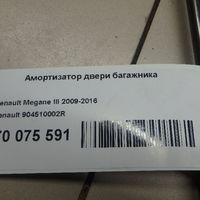 Амортизатор двери багажника
enault Megane III 2009-2016
enault 904510002R
70 075 591